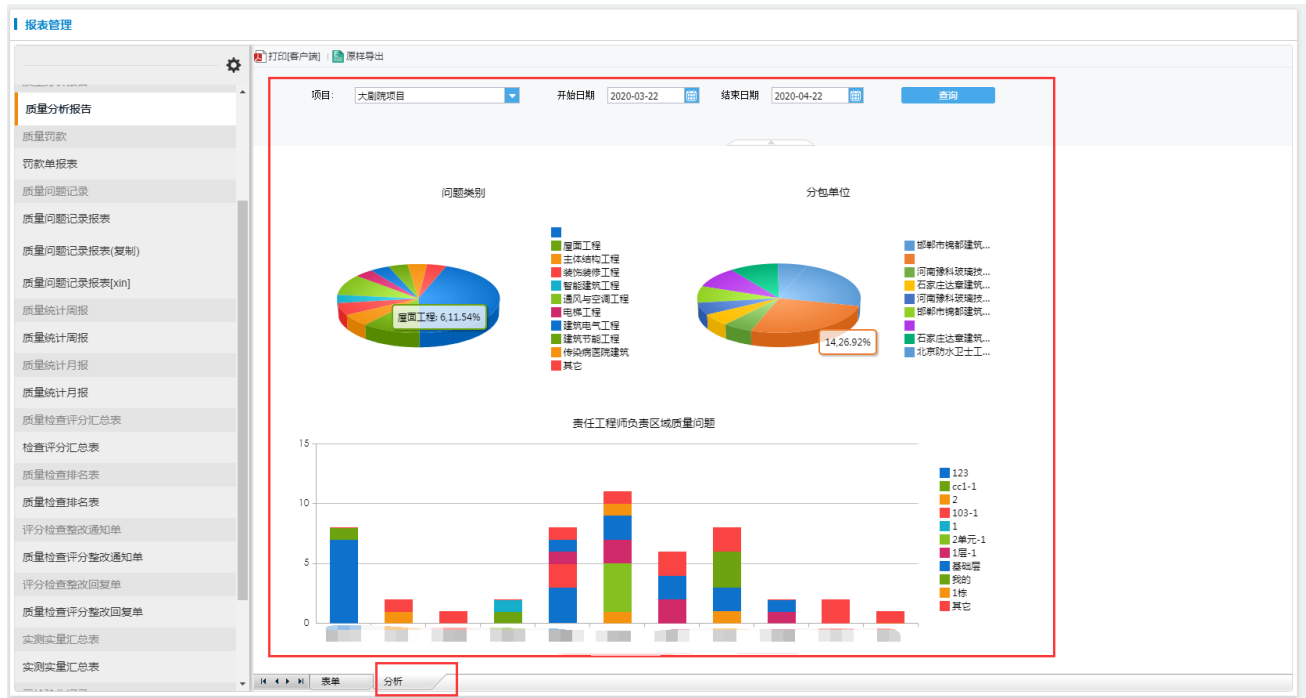 报表管理
打印[客户端] 原样导出
质量分析报告
质量罚款
罚款单报表
质量问题记录
质量问题记录报表
质量问题记录报表(复制)
质量问题记录报表[xin]
质量统计周报
质量统计周报
质量统计月报
质量统计月报
质量检查评分汇总表
检查评分汇总表
质量检查排名表
质量检查排名表
评分检查整改通知单
质量检查评分整改通知单
评分检查整改回复单
质量检查评分整改回复单
实测实量汇总表
实测实量汇总表
项目: 大剧院项目 开始日期 2020-03-22 结束日期 2020-04-22 查询
问题类别
屋面工程: 6,11.54%
屋面工程
主体结构工程
装饰装修工程
智能建筑工程
通风与空调工程
电梯工程
建筑电气工程
建筑节能工程
传染病医院建筑
其它
分包单位
14,26.92%
邯郸市锦都建筑...
河南豫科玻璃技...
石家庄达章建筑...
河南豫科玻璃技...
邯郸市锦都建筑...
石家庄达章建筑...
北京防水卫士工...
责任工程师负责区域质量问题
15
10
5
0
123
cc1-1
2
103-1
1
2单元-1
1层-1
基础层
我的
1栋
其它
表单 分析